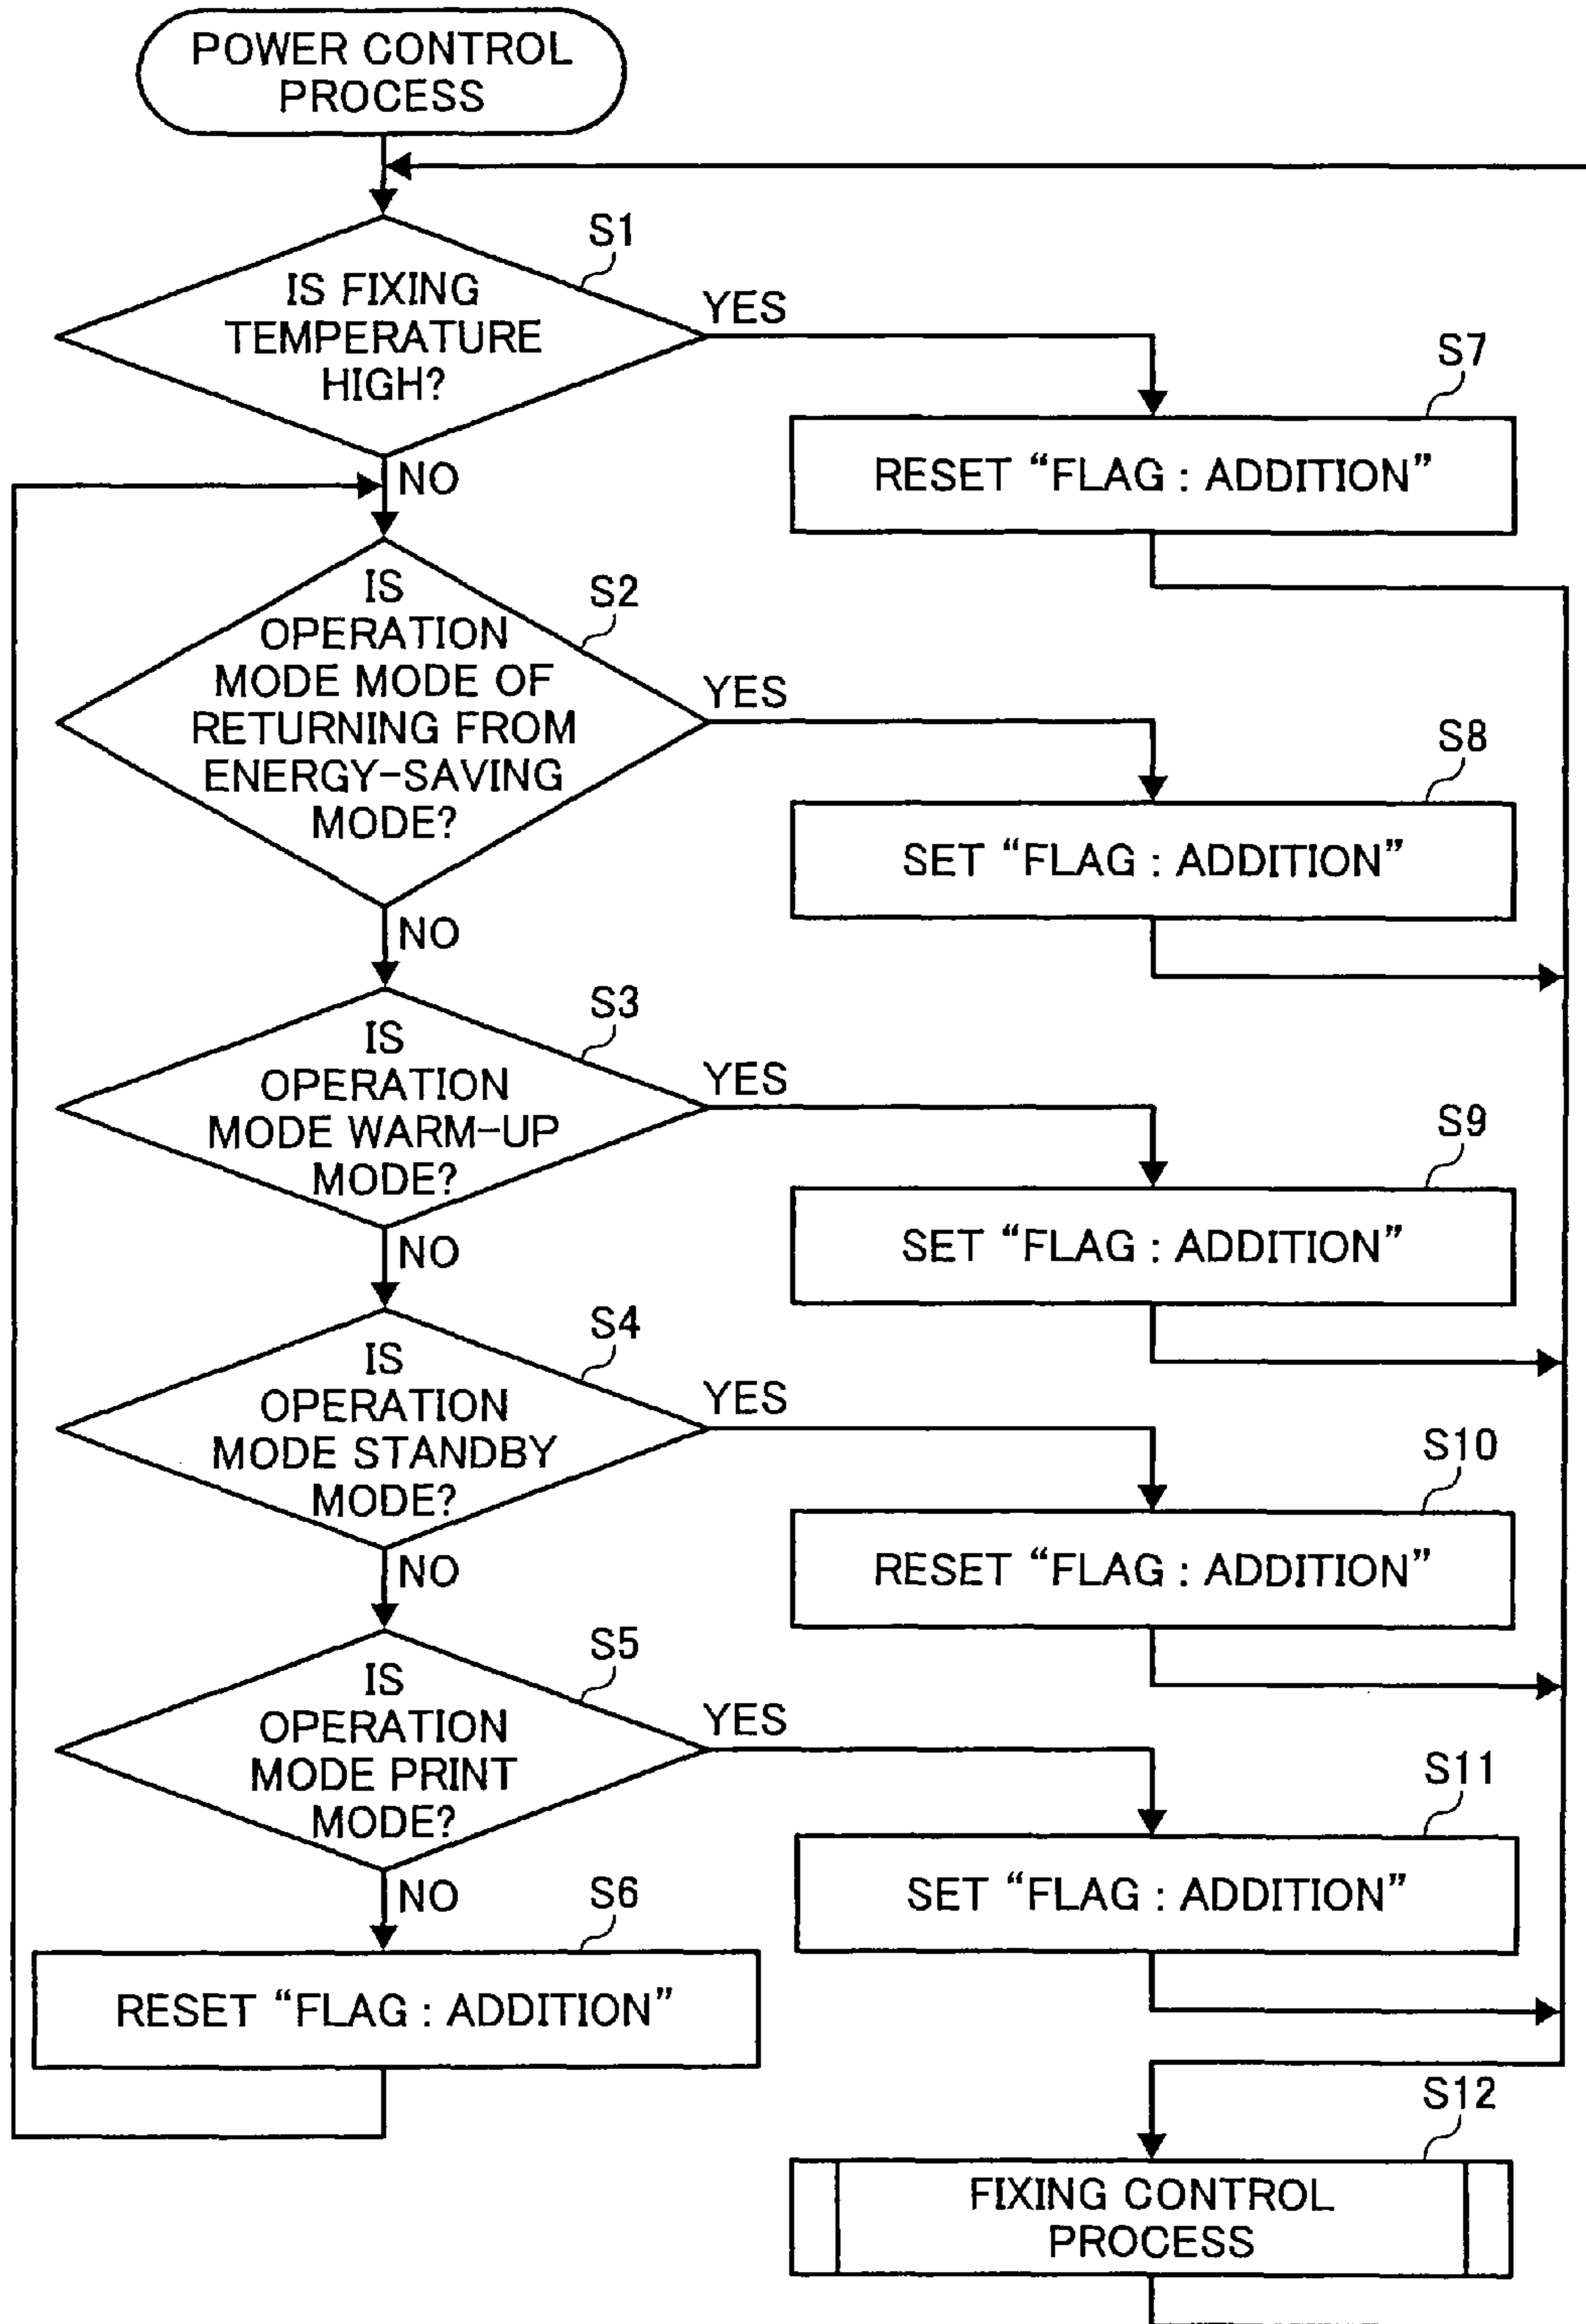 POWER CONTROL
PROCESS
S1
IS FIXING
TEMPERATURE
HIGH?
YES
NO
S7
RESET “FLAG : ADDITION”
S2
IS
OPERATION
MODE MODE OF
RETURNING FROM
ENERGY-SAVING
MODE?
YES
NO
S8
SET “FLAG : ADDITION”
S3
IS
OPERATION
MODE WARM-UP
MODE?
YES
NO
S9
SET “FLAG : ADDITION”
S4
IS
OPERATION
MODE STANDBY
MODE?
YES
NO
S10
RESET “FLAG : ADDITION”
S5
IS
OPERATION
MODE PRINT
MODE?
YES
NO
S11
SET “FLAG : ADDITION”
S6
RESET “FLAG : ADDITION”
S12
FIXING CONTROL
PROCESS